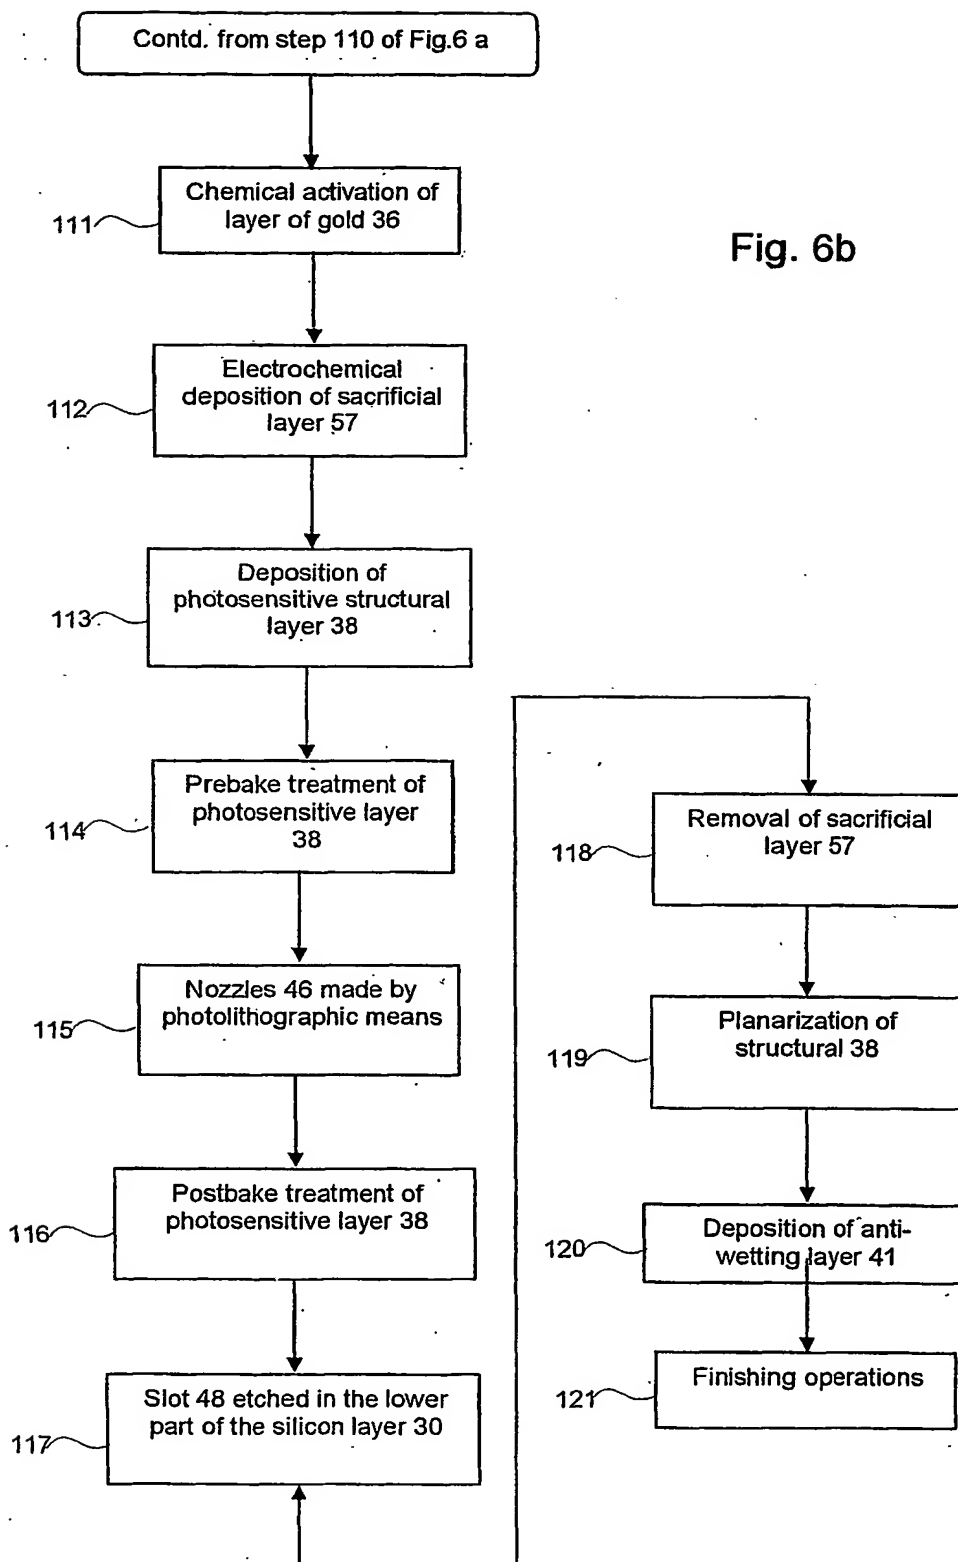 Contd. from step 110 of Fig.6 a
Fig. 6b
111
Chemical activation of
layer of gold 36
112
Electrochemical
deposition of sacrificial
layer 57
113
Deposition of
photosensitive structural
layer 38
114
Prebake treatment of
photosensitive layer
38
115
Nozzles 46 made by
photolithographic means
116
Postbake treatment of
photosensitive layer 38
117
Slot 48 etched in the lower
part of the silicon layer 30
118
Removal of sacrificial
layer 57
119
Planarization of
structural 38
120
Deposition of anti-
wetting layer 41
121
Finishing operations